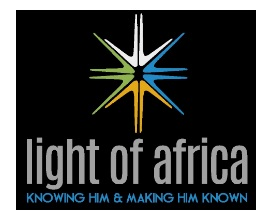 light of africa
KNOWING HIM & MAKING HIM KNOWN